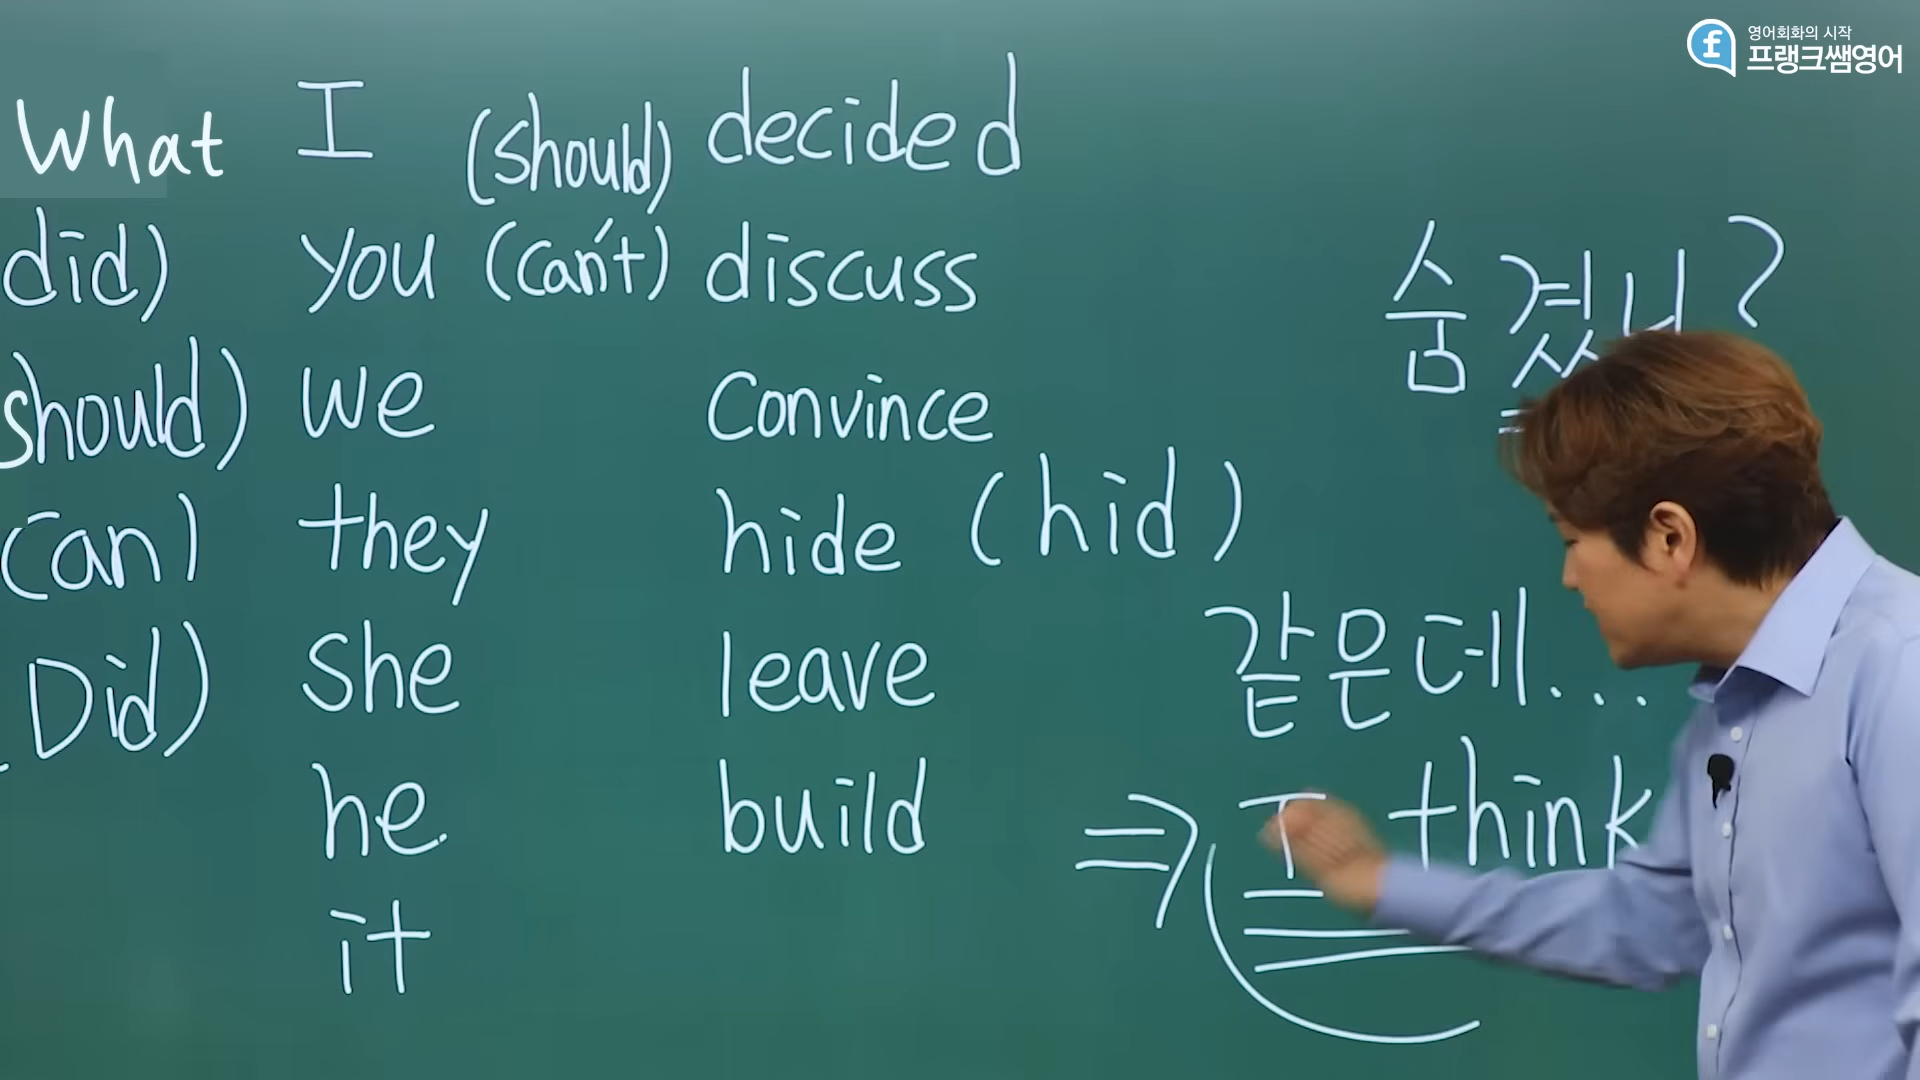 영어회화의 시작
프랭크쌤영어
What I (should) decided
did) you (can't) discuss
should) we convince
can) they hide (hid)
Did) she leave
he build
it
숨겼니?
같은데...
⇒ I think